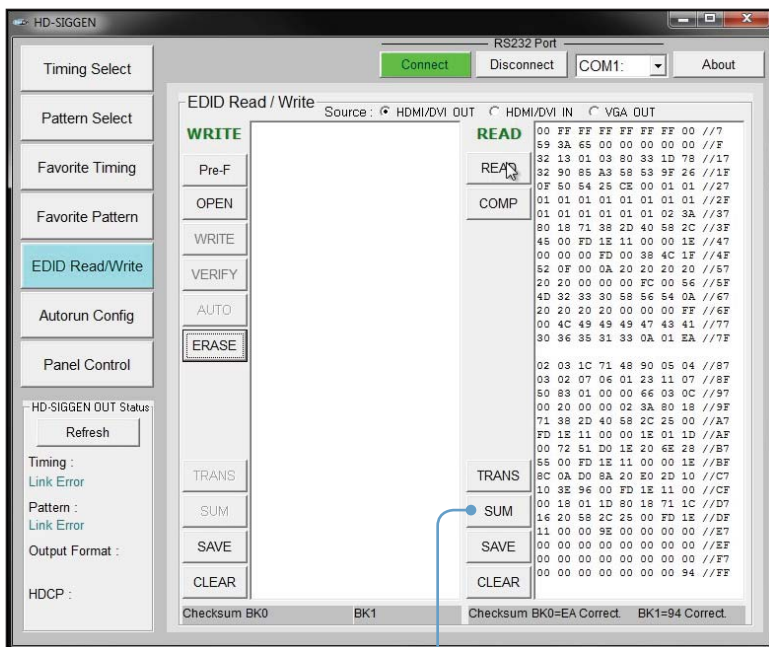 HD-SIGGEN
RS232 Port
Timing Select
Connect
Disconnect
COM1:
About
Pattern Select
Favorite Timing
Favorite Pattern
EDID Read/Write
Autorun Config
Panel Control
HD-SIGGEN OUT Status
Refresh
Timing :
Link Error
Pattern :
Link Error
Output Format :
HDCP :
EDID Read / Write
Source : HDMI/DVI OUT HDMI/DVI IN VGA OUT
WRITE
Pre-F
OPEN
WRITE
VERIFY
AUTO
ERASE
TRANS
SUM
SAVE
CLEAR
READ
READ
COMP
TRANS
SUM
SAVE
CLEAR
00 FF FF FF FF FF FF 00 //7
59 3A 65 00 00 00 00 00 //F
32 13 01 03 80 33 1D 78 //17
32 90 85 A3 58 53 9F 26 //1F
0F 50 54 25 CE 00 01 01 //27
01 01 01 01 01 01 01 01 //2F
01 01 01 01 01 01 02 3A //37
80 18 71 38 2D 40 58 2C //3F
45 00 FD 1E 11 00 00 1E //47
00 00 00 FD 00 38 4C 1F //4F
52 0F 00 0A 20 20 20 20 //57
20 20 00 00 00 FC 00 56 //5F
4D 32 33 30 58 56 54 0A //67
20 20 20 20 00 00 00 FF //6F
00 4C 49 49 49 47 43 41 //77
30 36 35 31 33 0A 01 EA //7F
02 03 1C 71 48 90 05 04 //87
03 02 07 06 01 23 11 07 //8F
50 83 01 00 00 66 03 0C //97
00 20 00 00 02 3A 80 18 //9F
71 38 2D 40 58 2C 25 00 //A7
FD 1E 11 00 00 1E 01 1D //AF
00 72 51 D0 1E 20 6E 28 //B7
55 00 FD 1E 11 00 00 1E //BF
8C 0A D0 8A 20 E0 2D 10 //C7
10 3E 96 00 FD 1E 11 00 //CF
00 18 01 1D 80 18 71 1C //D7
16 20 58 2C 25 00 FD 1E //DF
11 00 00 9E 00 00 00 00 //E7
00 00 00 00 00 00 00 00 //EF
00 00 00 00 00 00 00 00 //F7
00 00 00 00 00 00 00 94 //FF
Checksum BK0 BK1
Checksum BK0=EA Correct. BK1=94 Correct.